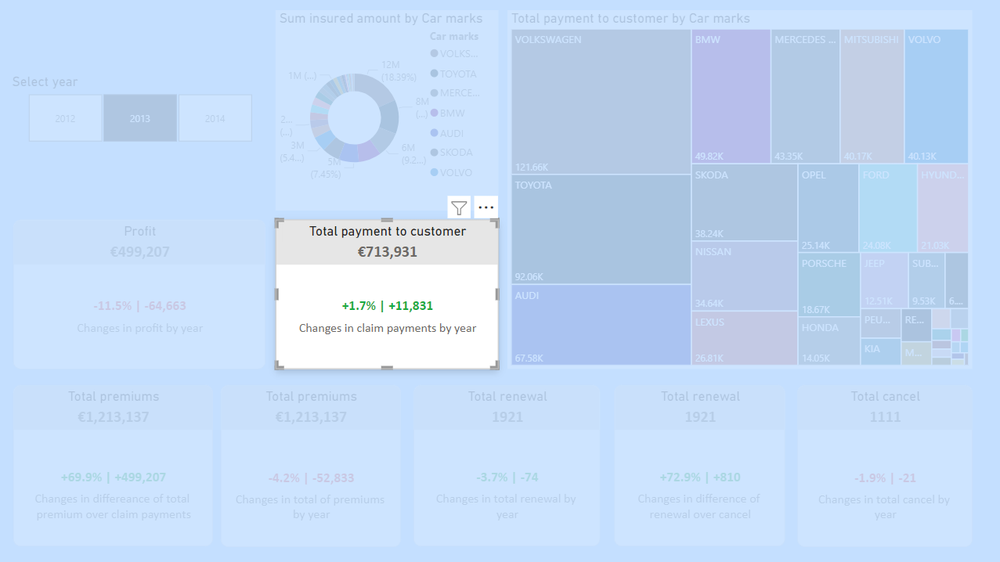 Sum insured amount by Car marks
Car marks
VOLKS...
TOYOTA
MERCE...
BMW
AUDI
SKODA
VOLVO
12M
(18.39%)
8M
(...)
6M
(9.2...)
5M
(7.45%)
3M
(5.4...)
2...
(...)
1M (...)
Total payment to customer by Car marks
VOLKSWAGEN
121.66K
TOYOTA
92.06K
AUDI
67.58K
BMW
49.82K
MERCEDES ...
43.35K
MITSUBISHI
40.17K
VOLVO
40.13K
SKODA
38.24K
NISSAN
34.64K
LEXUS
26.81K
OPEL
25.14K
FORD
24.08K
HYUND...
21.03K
PORSCHE
18.67K
HONDA
14.05K
JEEP
12.51K
SUB...
9.53K
6....
PEU...
RE...
KIA
M...
Select year
2012
2013
2014
Profit
€499,207
-11.5% | -64,663
Changes in profit by year
Total payment to customer
€713,931
+1.7% | +11,831
Changes in claim payments by year
Total premiums
€1,213,137
+69.9% | +499,207
Changes in differeance of total
premium over claim payments
Total premiums
€1,213,137
-4.2% | -52,833
Changes in total of premiums
by year
Total renewal
1921
-3.7% | -74
Changes in total renewal by
year
Total renewal
1921
+72.9% | +810
Changes in difference of
renewal over cancel
Total cancel
1111
-1.9% | -21
Changes in total cancel by
year